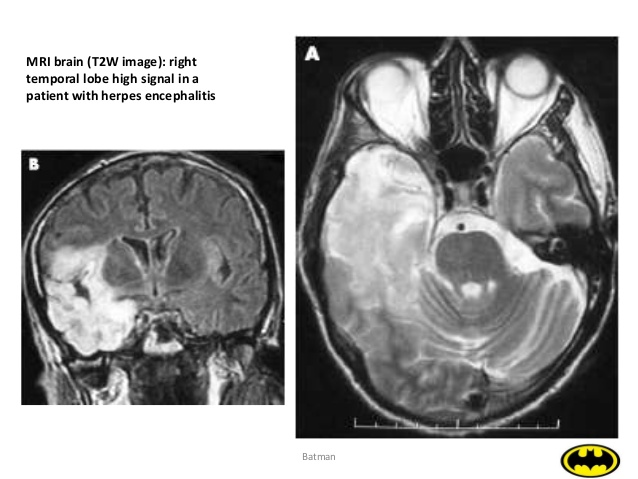 MRI brain (T2W image): right
temporal lobe high signal in a
patient with herpes encephalitis
A
B
Batman